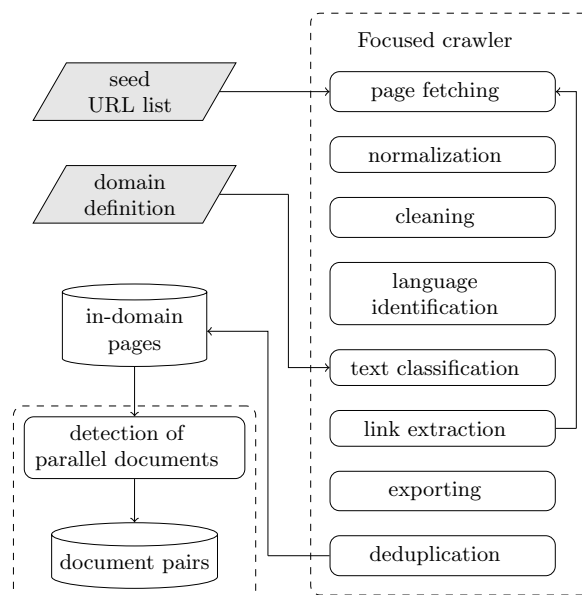 Focused crawler
seed
URL list
page fetching
normalization
domain
definition
cleaning
language
identification
in-domain
pages
text classification
detection of
parallel documents
link extraction
exporting
document pairs
deduplication